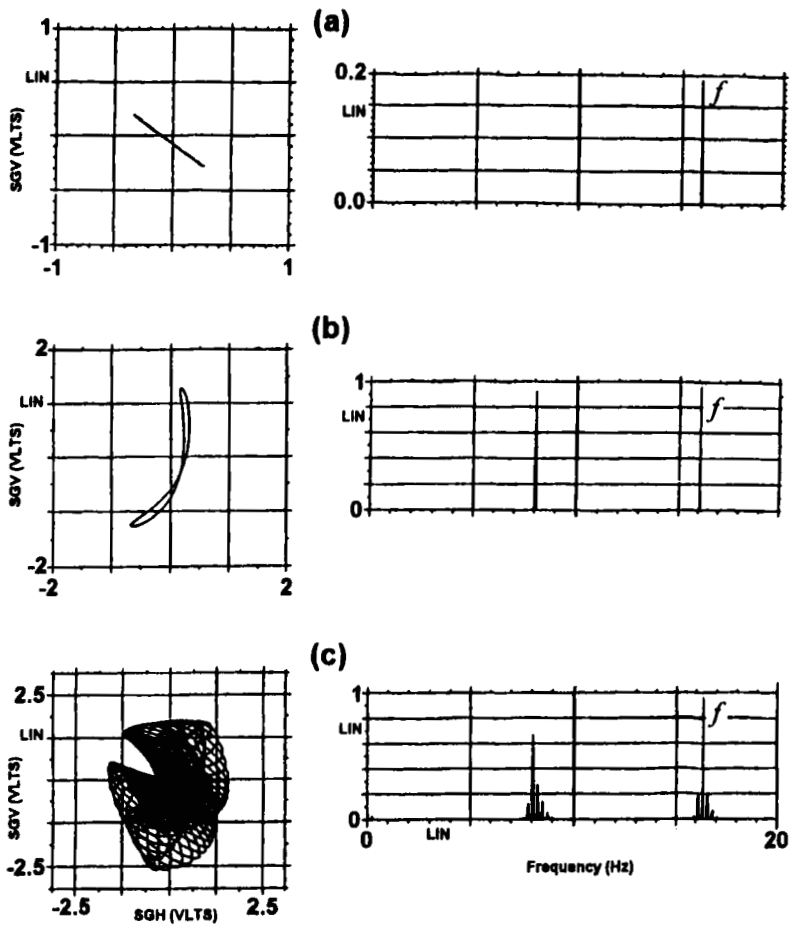 (a)
1
LIN
SGV (VLTS)
-1
-1 1
0.2
LIN
0.0
f
(b)
2
LIN
SGV (VLTS)
-2
-2 2
1
LIN
0
f
(c)
2.5
LIN
SGV (VLTS)
-2.5
-2.5 2.5
SGH (VLTS)
1
LIN
0
f
0 20
LIN
Frequency (Hz)